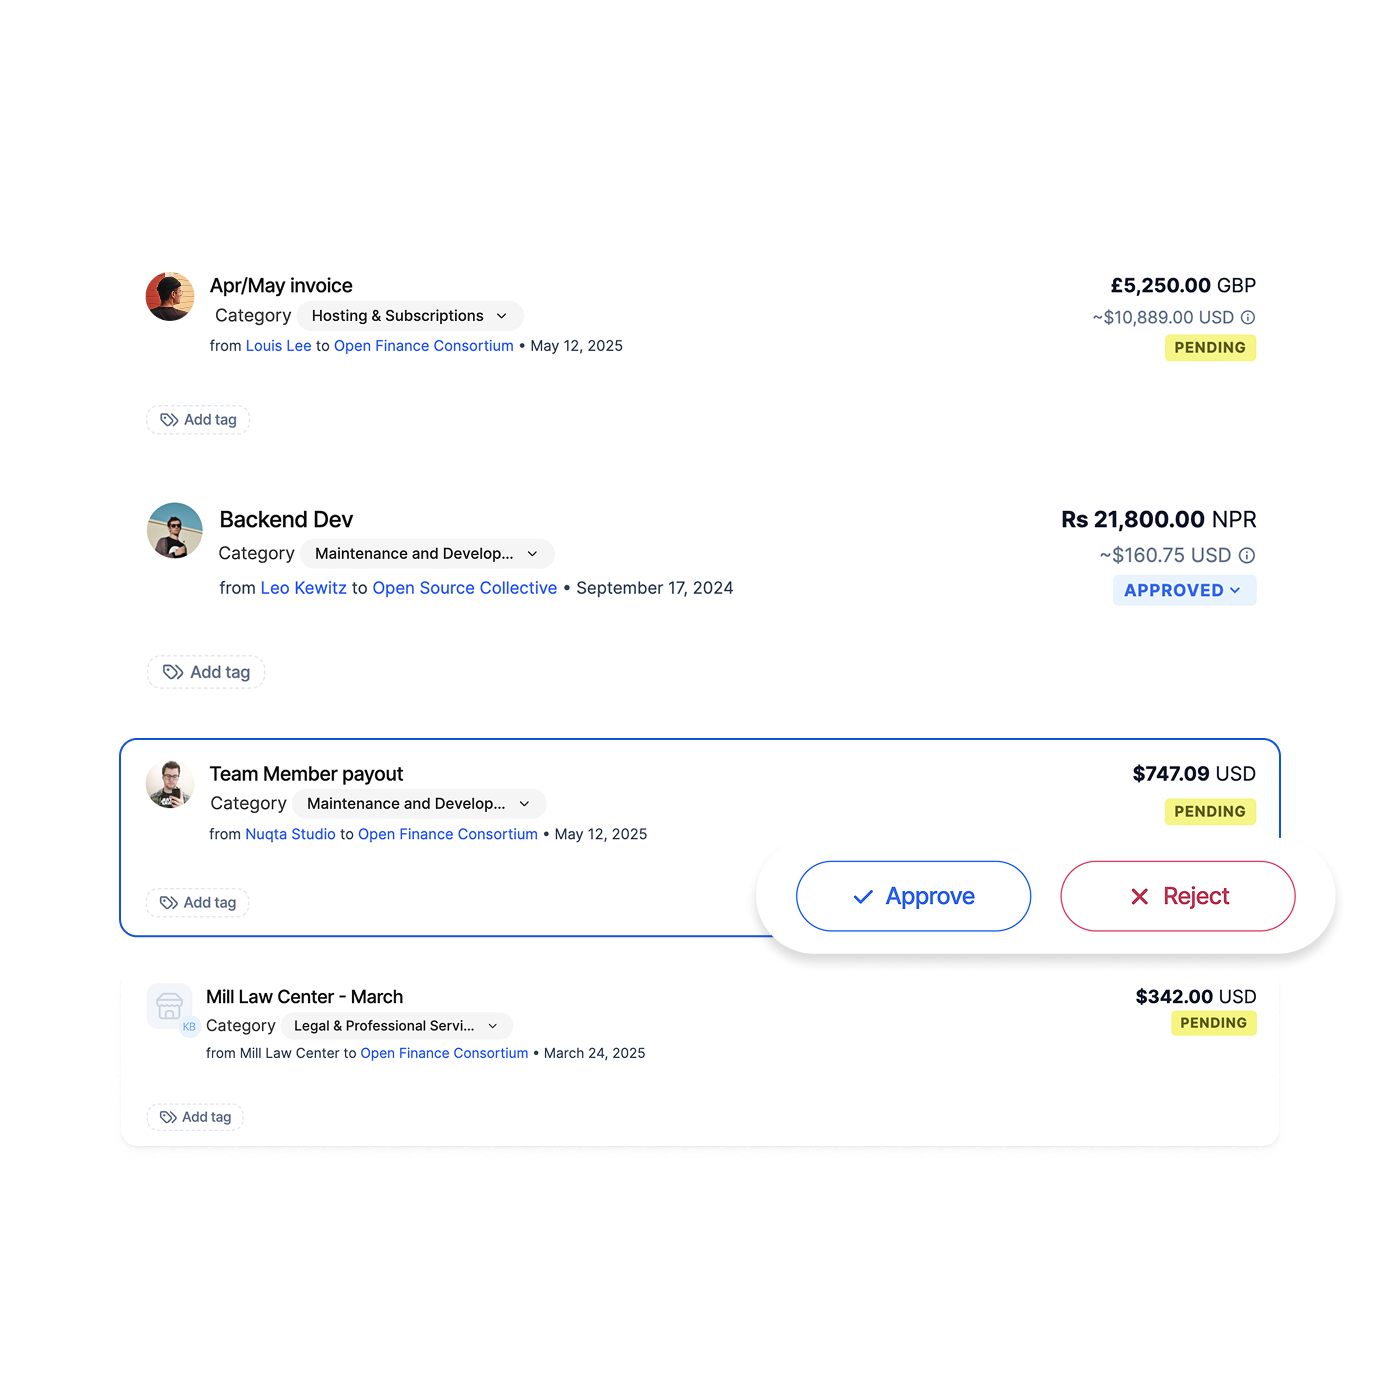 Apr/May invoice
£5,250.00 GBP
Category Hosting & Subscriptions
~$10,889.00 USD
from Louis Lee to Open Finance Consortium • May 12, 2025
PENDING
Add tag
Backend Dev
Rs 21,800.00 NPR
Category Maintenance and Develop...
~$160.75 USD
from Leo Kewitz to Open Source Collective • September 17, 2024
APPROVED
Add tag
Team Member payout
$747.09 USD
Category Maintenance and Develop...
PENDING
from Nuqta Studio to Open Finance Consortium • May 12, 2025
Add tag
Approve
Reject
Mill Law Center - March
$342.00 USD
KB
Category Legal & Professional Servi...
PENDING
from Mill Law Center to Open Finance Consortium • March 24, 2025
Add tag